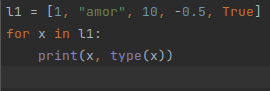 l1 = [1, "amor", 10, -0.5, True]
for x in l1:
    print(x, type(x))